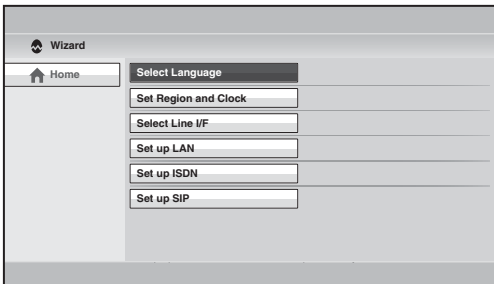 Wizard
Home
Select Language
Set Region and Clock
Select Line I/F
Set up LAN
Set up ISDN
Set up SIP